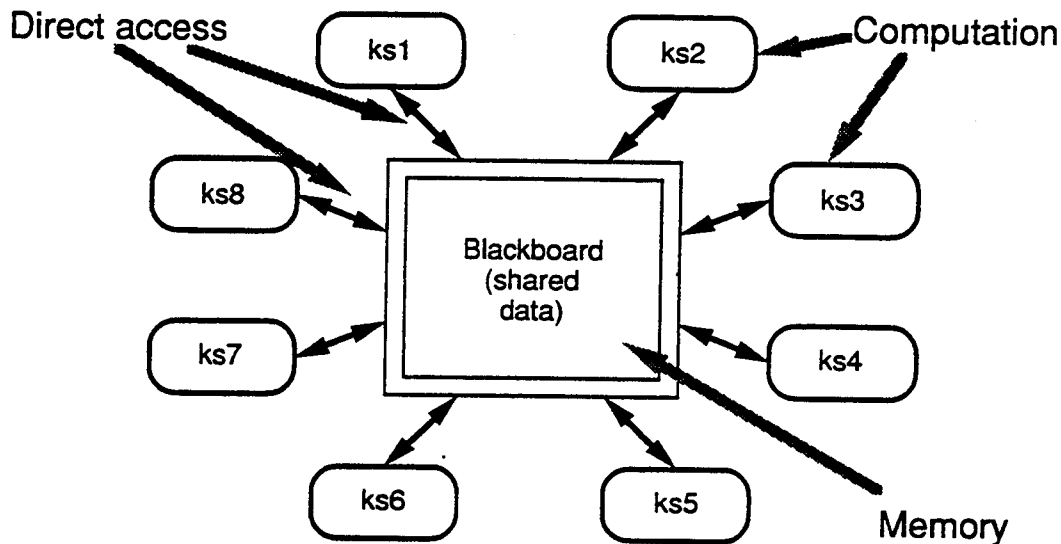 Direct access
ks1
ks2
Computation
ks8
ks3
Blackboard
(shared
data)
ks7
ks4
ks6
ks5
Memory